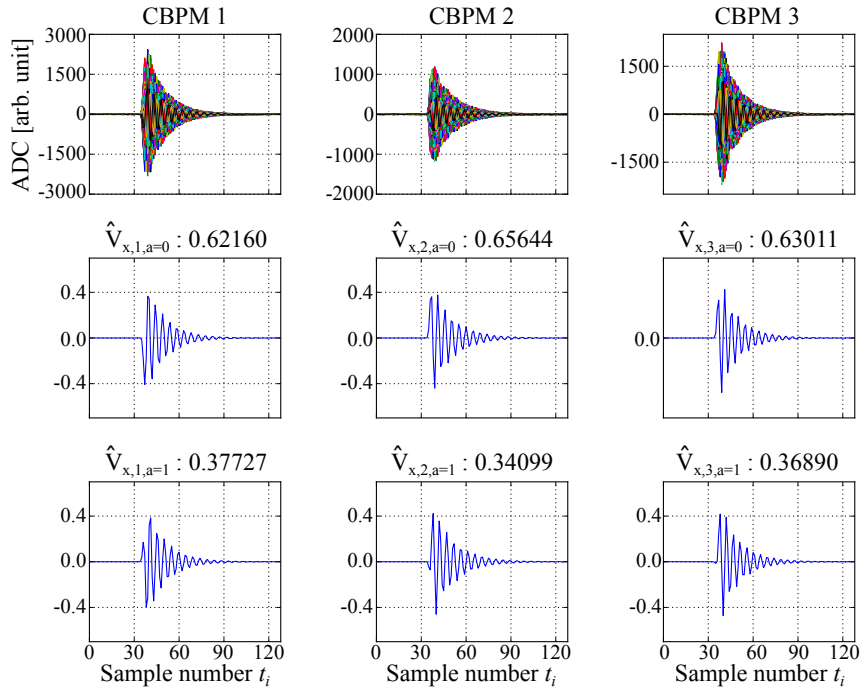 CBPM 1
CBPM 2
CBPM 3
3000
1500
0
-1500
-3000
ADC [arb. unit]
2000
1000
0
-1000
-2000
1500
0
-1500
V̂x,1,a=0 : 0.62160
V̂x,2,a=0 : 0.65644
V̂x,3,a=0 : 0.63011
0.4
0.0
-0.4
0.4
0.0
-0.4
0.0
V̂x,1,a=1 : 0.37727
V̂x,2,a=1 : 0.34099
V̂x,3,a=1 : 0.36890
0.4
0.0
-0.4
0.4
0.0
-0.4
0.4
0.0
-0.4
0 30 60 90 120
0 30 60 90 120
0 30 60 90 120
Sample number ti
Sample number ti
Sample number ti